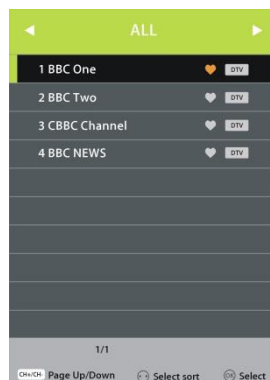 ALL
1 BBC One DTV
2 BBC Two DTV
3 CBBC Channel DTV
4 BBC NEWS DTV
1/1
CH+/CH- Page Up/Down Select sort OK Select